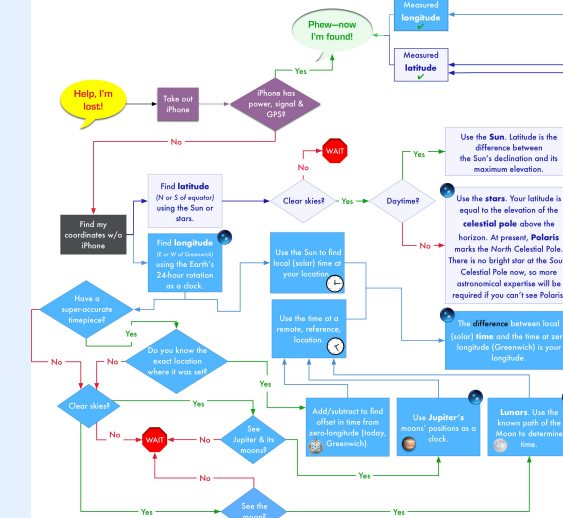 Measured
longitude
Phew—now
I'm found!
Measured
latitude
Yes
Help, I'm
lost!
Take out
iPhone
iPhone has
power, signal &
GPS?
No
WAIT
No
Yes
Use the Sun. Latitude is the
difference between
the Sun's declination and its
maximum elevation.
Find latitude
(N or S of equator)
using the Sun or
stars.
Clear skies?
Yes
Daytime?
No
Use the stars. Your latitude is
equal to the elevation of the
celestial pole above the
horizon. At present, Polaris
marks the North Celestial Pole.
There is no bright star at the
Celestial Pole now, so more
astronomical expertise will be
required if you can't see Polaris
Find my
coordinates w/o
iPhone
Find longitude
(E or W of Greenwich)
using the Earth's
24-hour rotation
as a clock.
Use the Sun to find
local (solar) time at
your location
Have a
super-accurate
timepiece?
Yes
Use the time at a
remote, reference,
location.
The difference between local
(solar) time and the time at
longitude (Greenwich) is your
longitude.
Do you know the
exact location
where it was set?
No
No
Yes
Clear skies?
Yes
No
WAIT
No
See
Jupiter & its
moons?
Yes
Add/subtract to find
offset in time from
zero-longitude (today,
Greenwich).
Use Jupiter's
moons' positions as a
clock.
Lunars. Use the
known path of the
Moon to determine
time.
No
Yes
See the
moon?
Yes